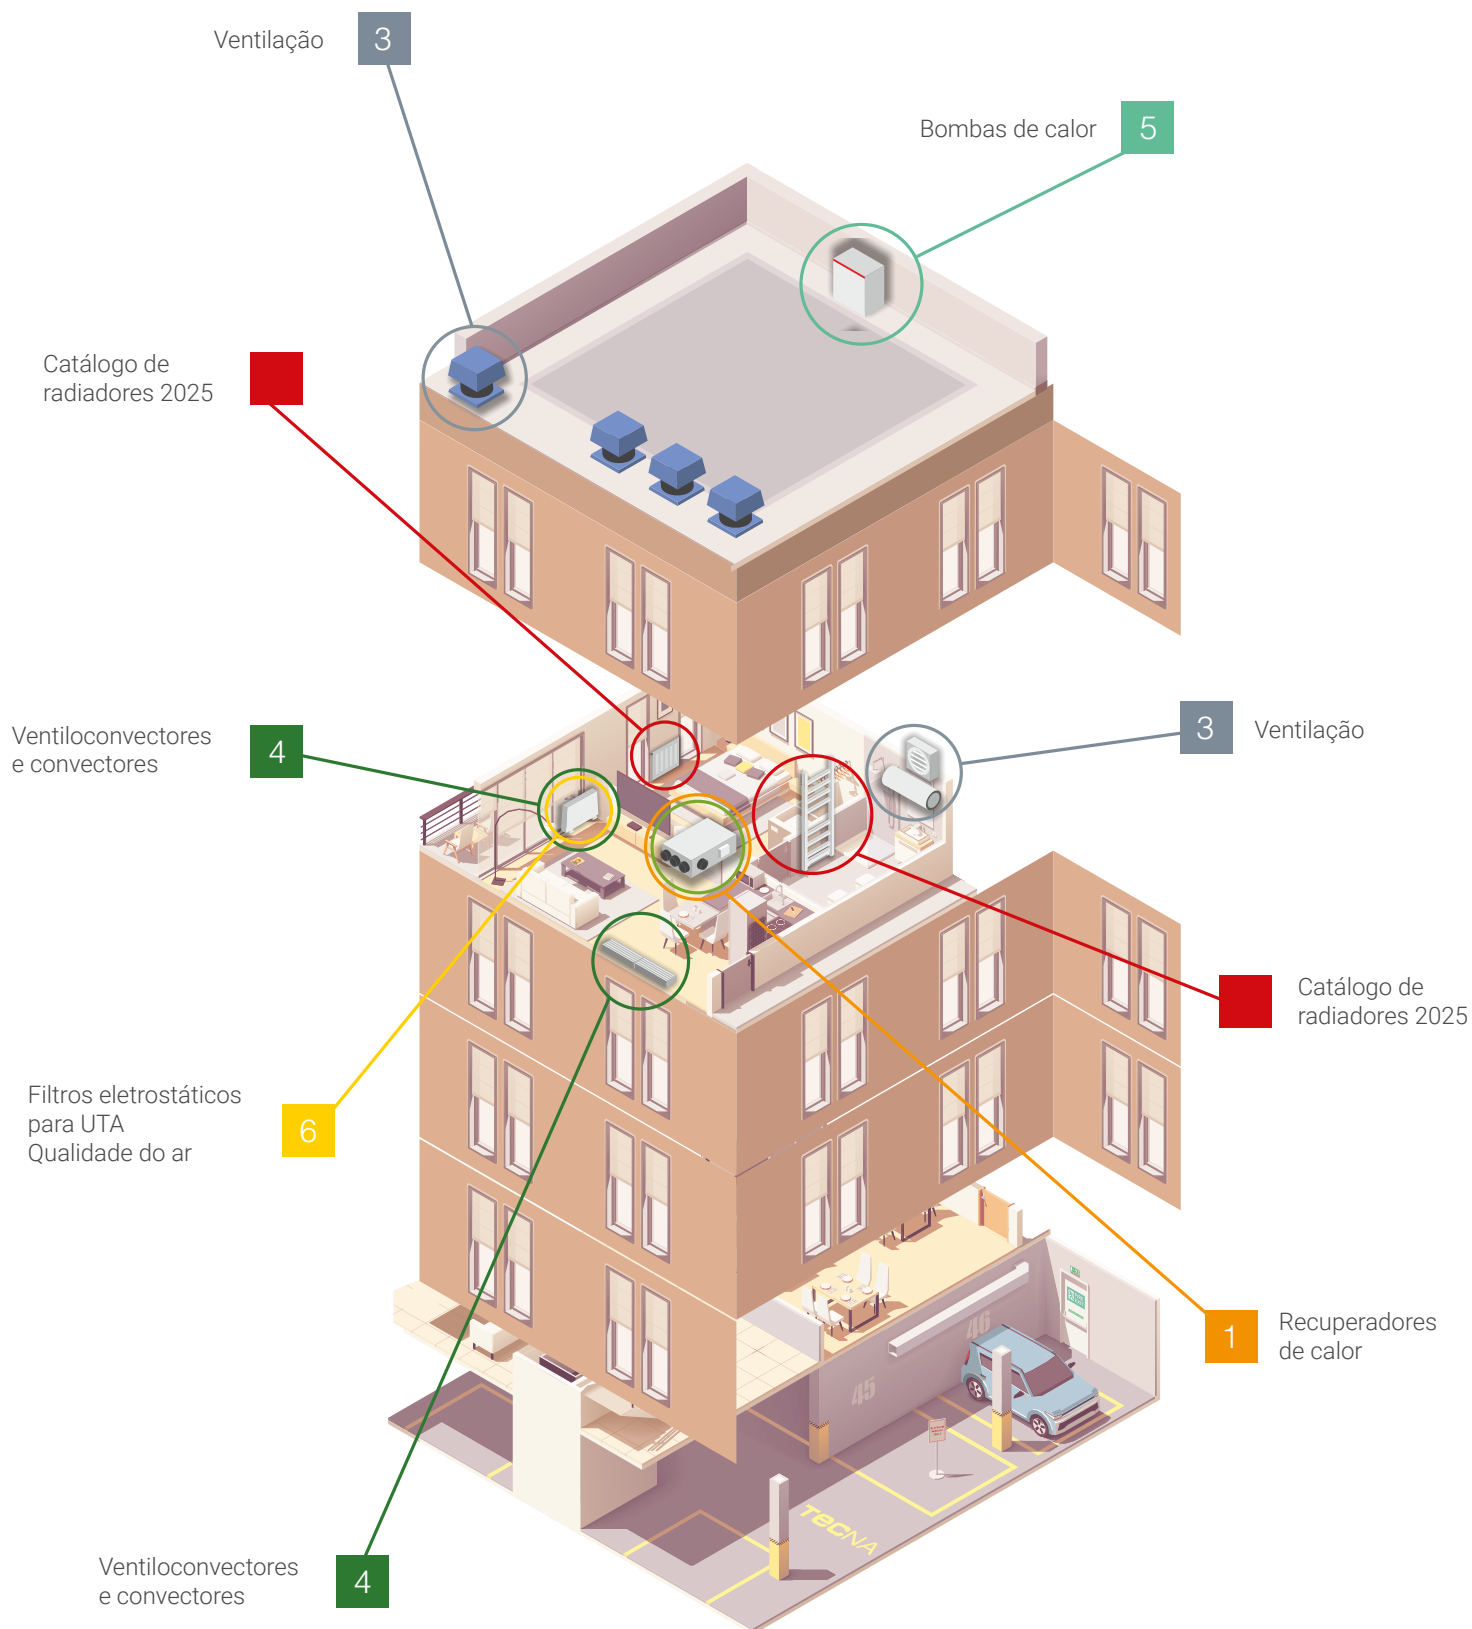 Ventilação
3
Bombas de calor
5
Catálogo de
radiadores 2025
Ventiloconvectores
e convectores
4
3
Ventilação
Catálogo de
radiadores 2025
Filtros eletrostáticos
para UTA
Qualidade do ar
6
1
Recuperadores
de calor
46
45
TECNA
Ventiloconvectores
e convectores
4